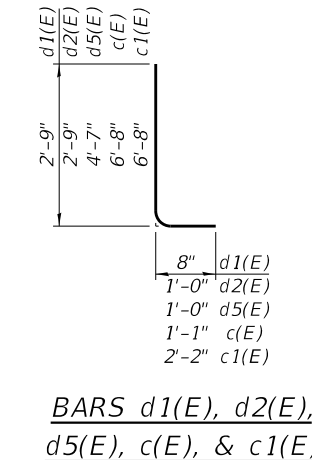 d1(E)
d2(E)
d5(E)
c(E)
c1(E)
2'-9"
2'-9"
4'-7"
6'-8"
6'-8"
8" d1(E)
1'-0" d2(E)
1'-0" d5(E)
1'-1" c(E)
2'-2" c1(E)
BARS d1(E), d2(E),
d5(E), c(E), & c1(E)